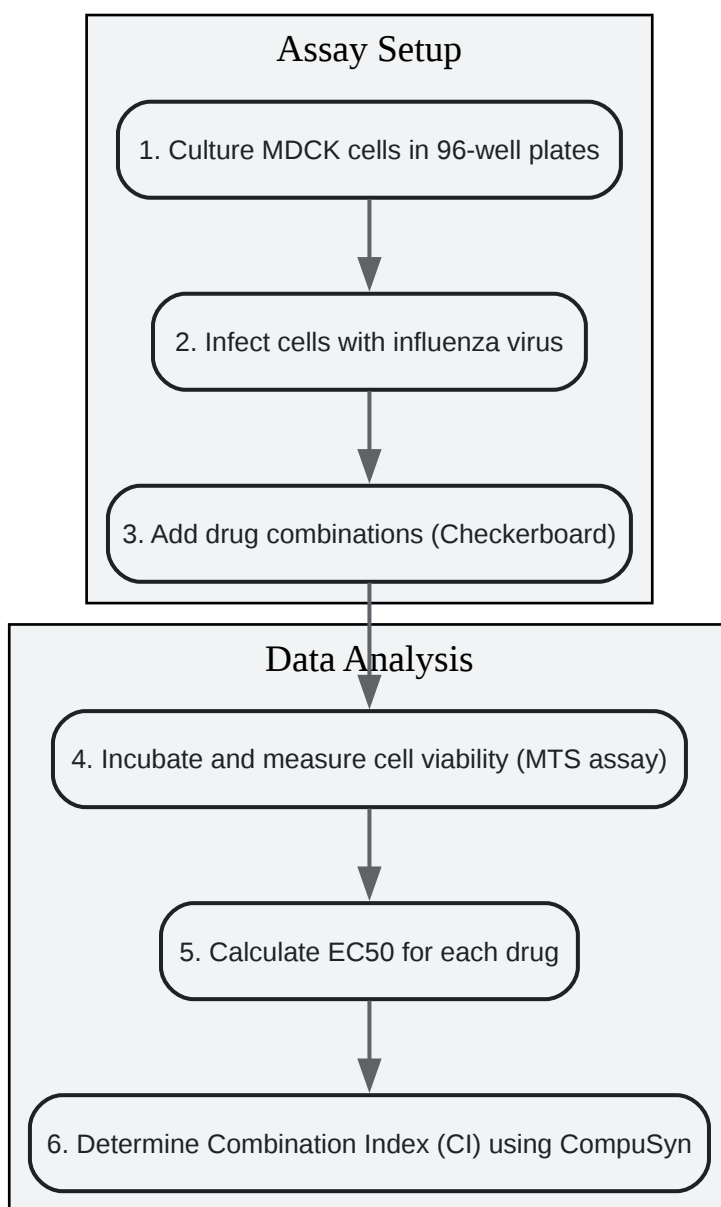 Assay Setup
1. Culture MDCK cells in 96-well plates
2. Infect cells with influenza virus
3. Add drug combinations (Checkerboard)
Data Analysis
4. Incubate and measure cell viability (MTS assay)
5. Calculate EC50 for each drug
6. Determine Combination Index (CI) using CompuSyn